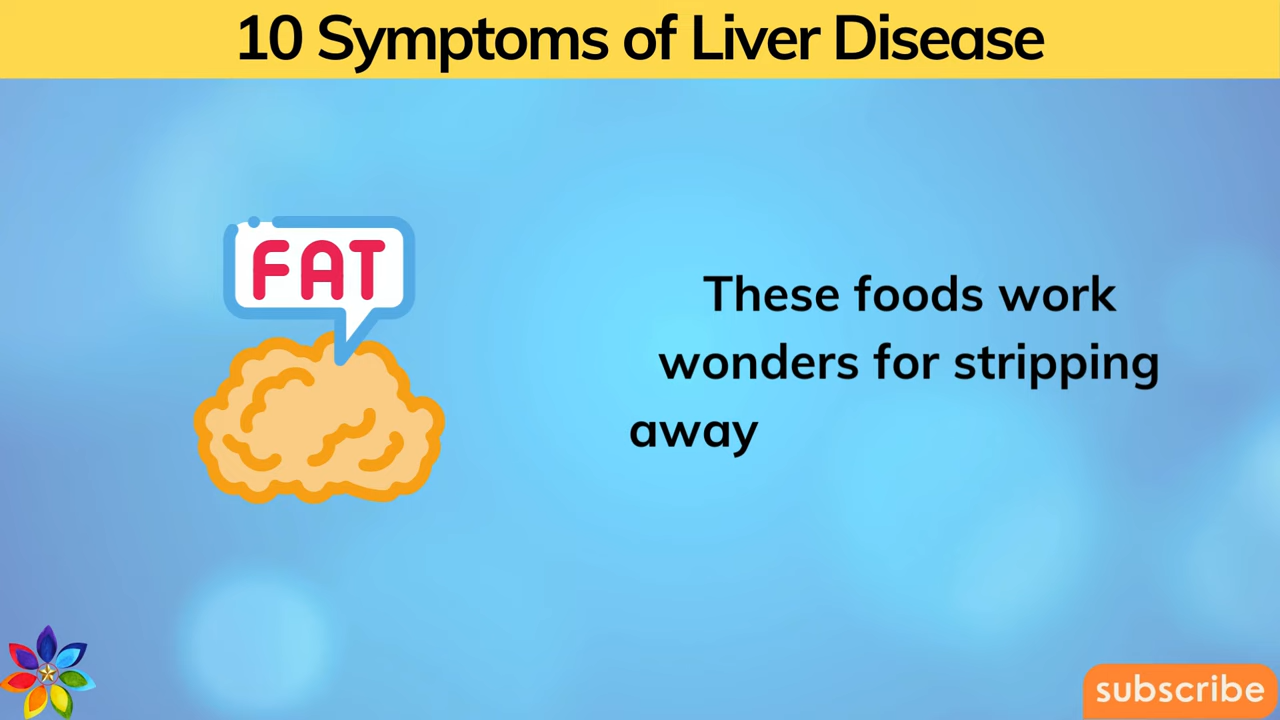 10 Symptoms of Liver Disease
FAT
These foods work
wonders for stripping
away
subscribe